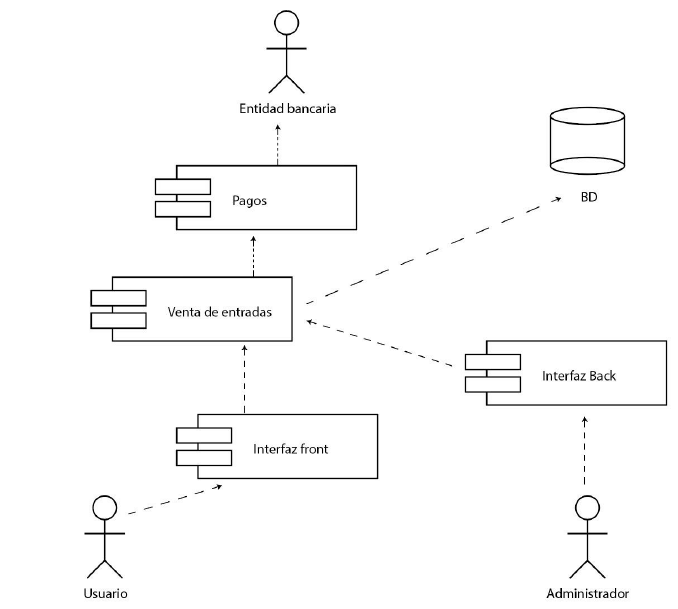 Entidad bancaria
BD
Pagos
Venta de entradas
Interfaz Back
Interfaz front
Usuario
Administrador